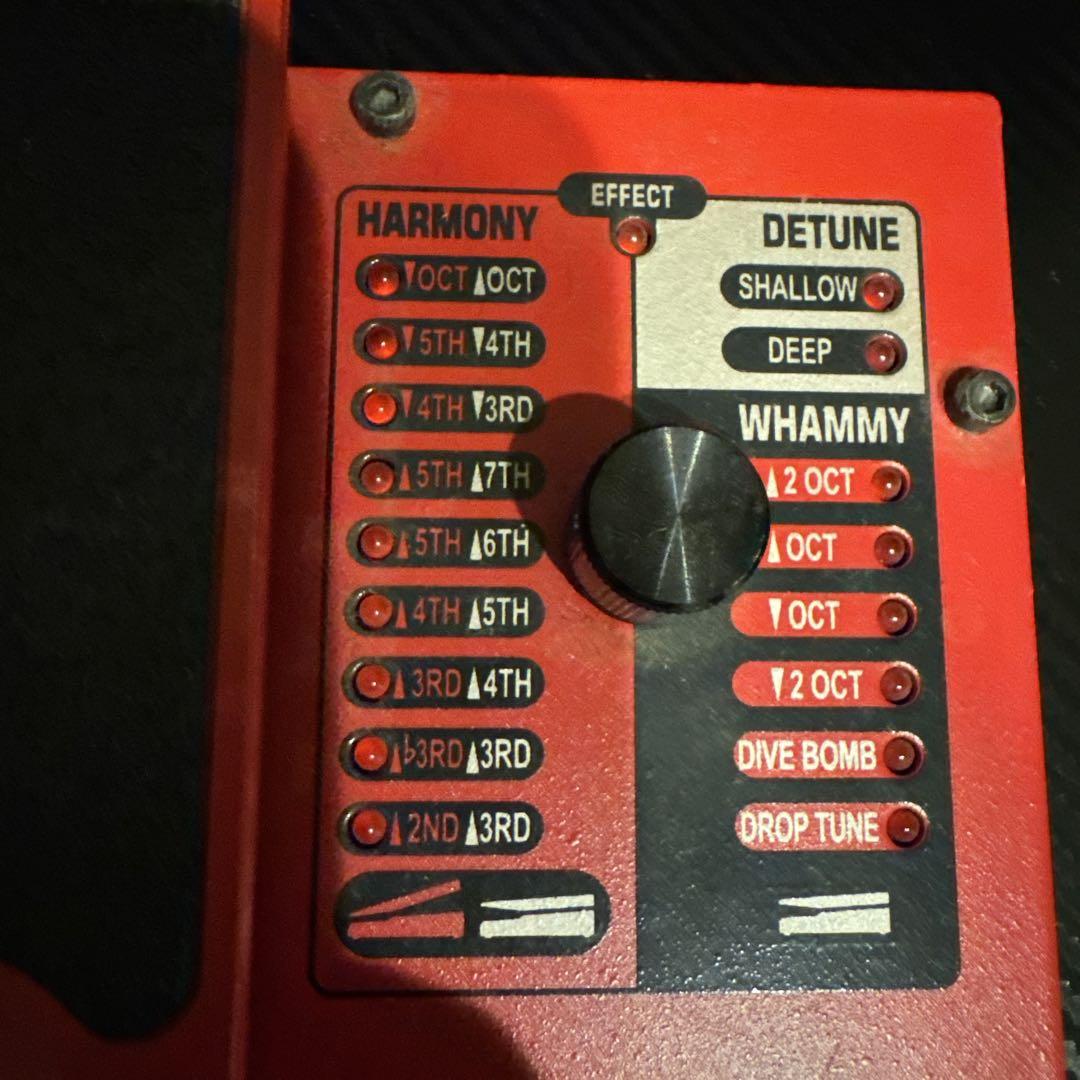 EFFECT
HARMONY
▼OCT ▲OCT
▼5TH ▼4TH
▼4TH ▼3RD
▲5TH ▲7TH
▲5TH ▲6TH
▲4TH ▲5TH
▲3RD ▲4TH
▲♭3RD ▲3RD
▲2ND ▲3RD
DETUNE
SHALLOW
DEEP
WHAMMY
▲2 OCT
▲OCT
▼OCT
▼2 OCT
DIVE BOMB
DROP TUNE